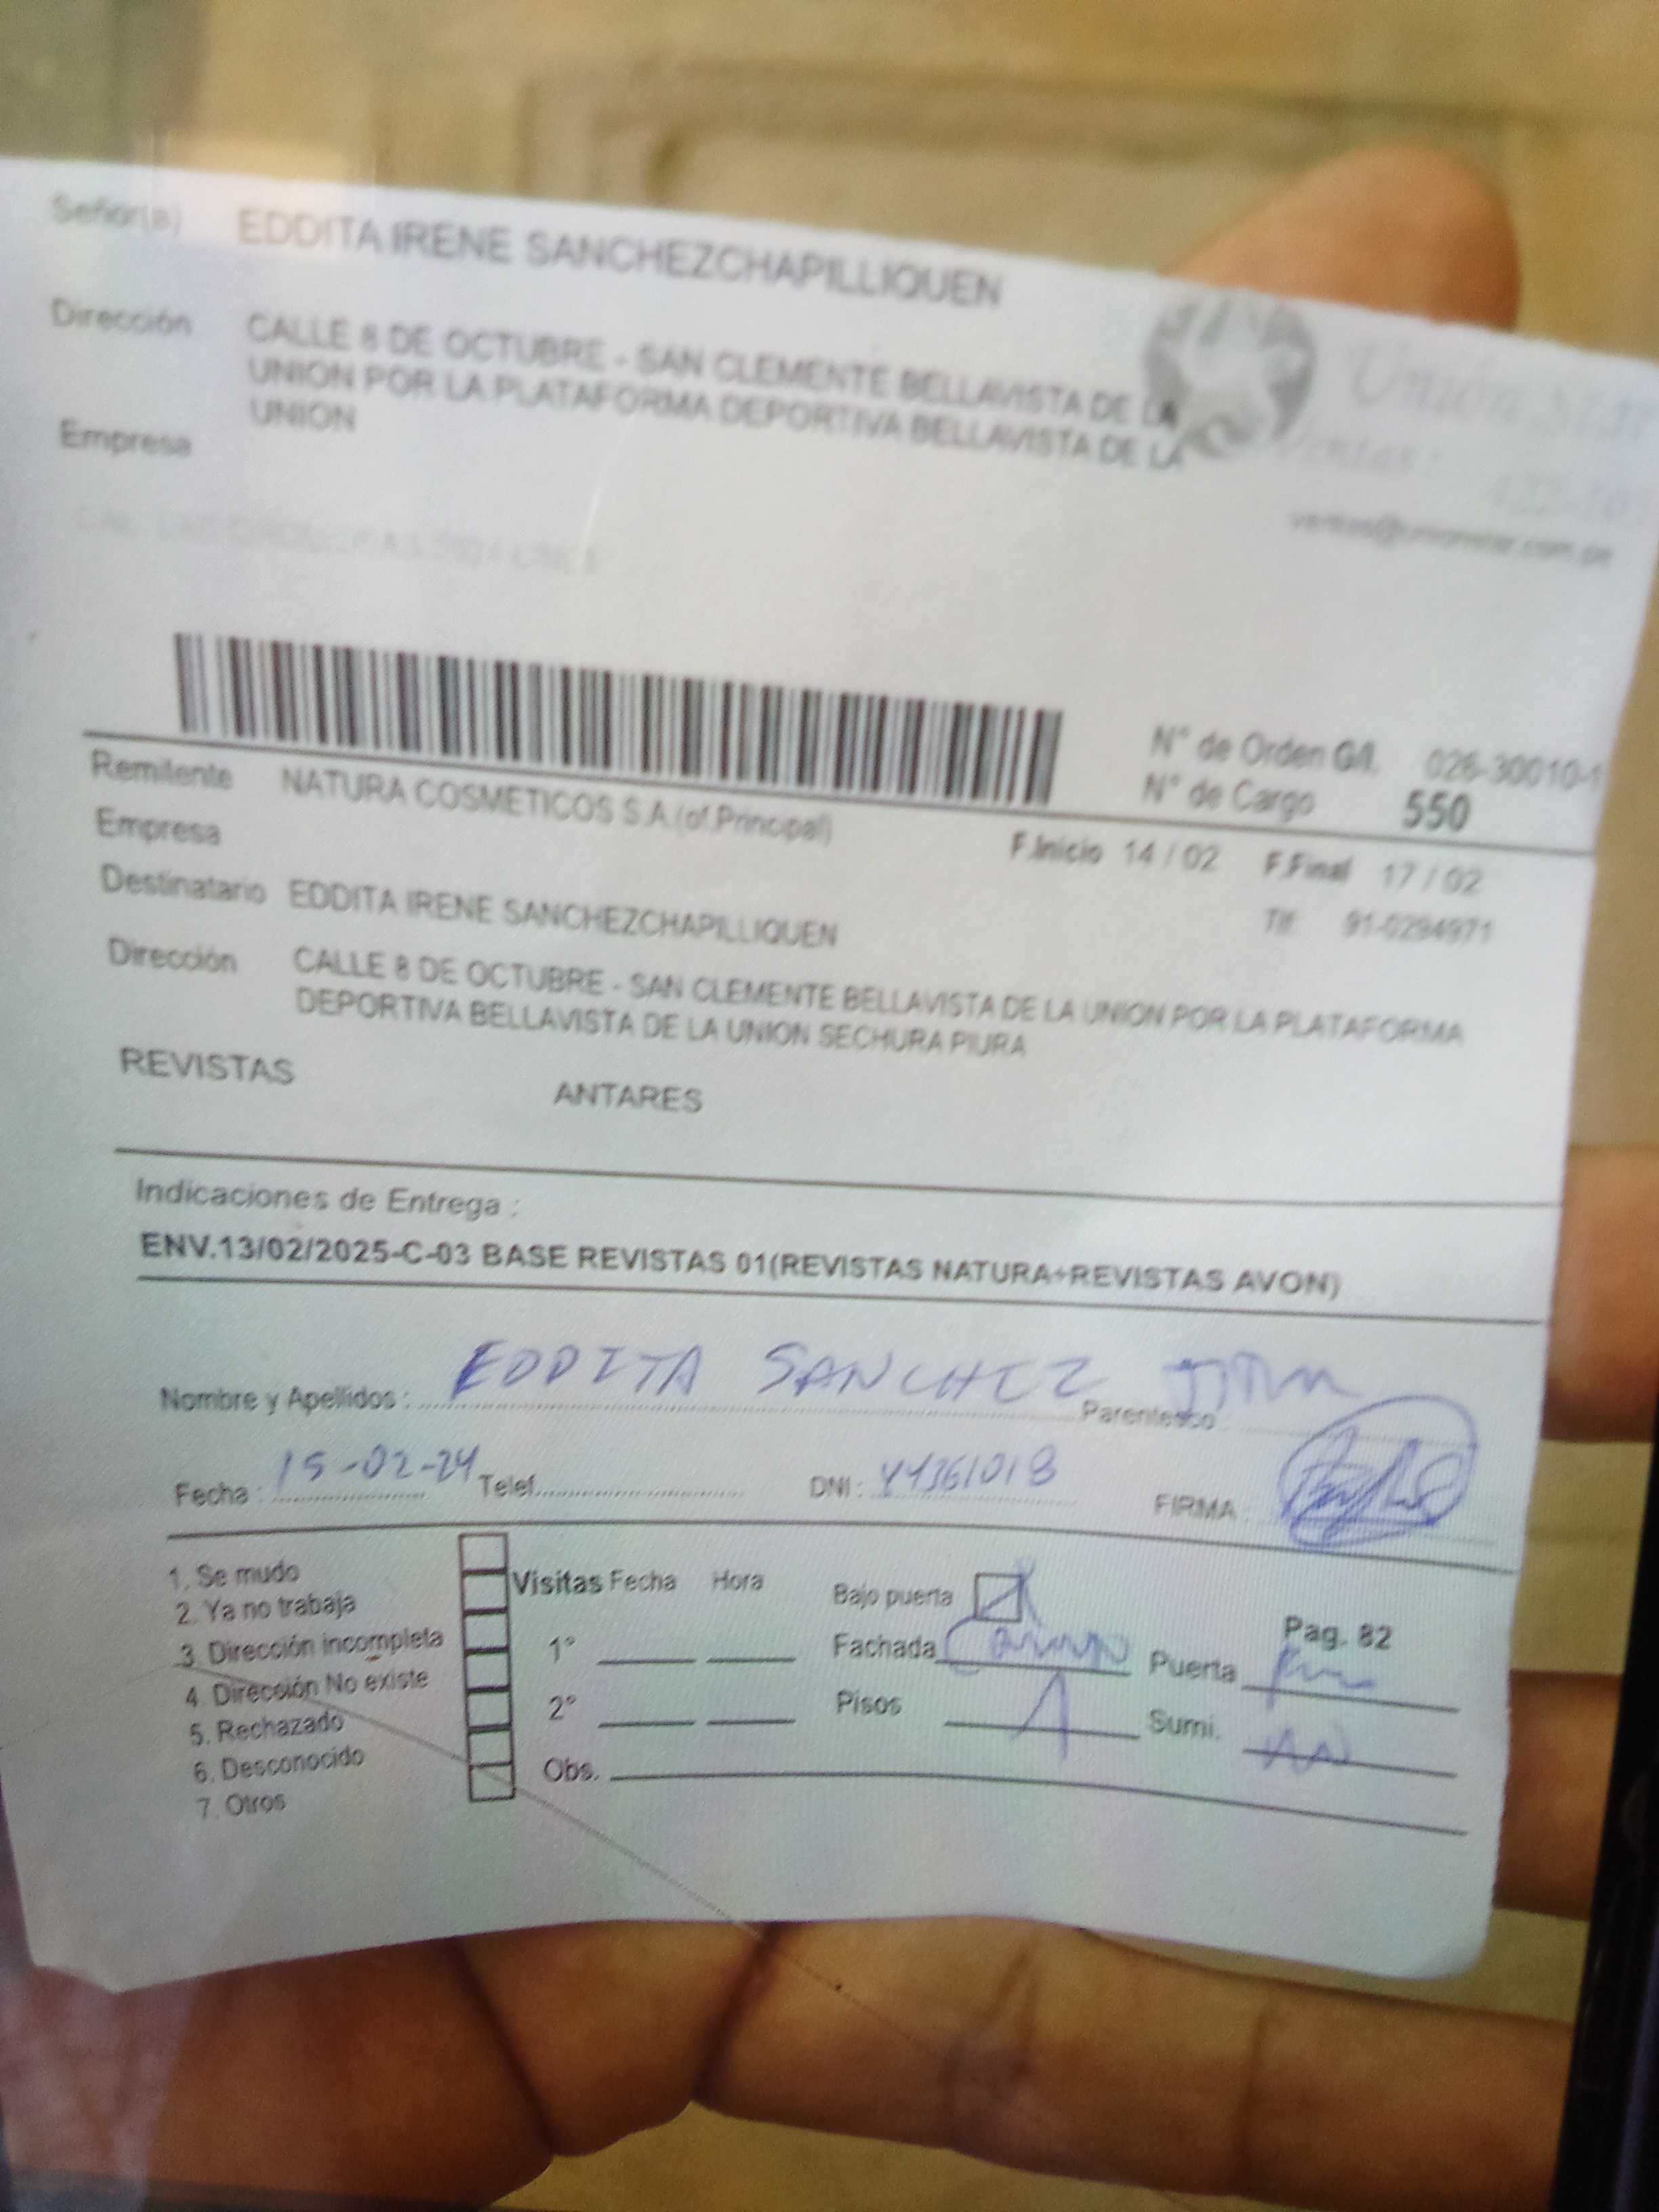 Señor(a) EDDITA IRENE SANCHEZCHAPILLIQUEN
Dirección CALLE 8 DE OCTUBRE - SAN CLEMENTE BELLAVISTA DE LA
UNION POR LA PLATAFORMA DEPORTIVA BELLAVISTA DE LA
UNION
Empresa
Unión Star
Ventas:
ventas@unionstar.com.pe
N° de Orden G/I. 026-30010-1
N° de Cargo 550
Remitente NATURA COSMETICOS S.A.(of.Principal)
Empresa
F.Inicio 14 / 02 F.Final 17 / 02
Destinatario EDDITA IRENE SANCHEZCHAPILLIQUEN
Tlf 91-0294971
Dirección CALLE 8 DE OCTUBRE - SAN CLEMENTE BELLAVISTA DE LA UNION POR LA PLATAFORMA
DEPORTIVA BELLAVISTA DE LA UNION SECHURA PIURA
REVISTAS ANTARES
Indicaciones de Entrega :
ENV.13/02/2025-C-03 BASE REVISTAS 01(REVISTAS NATURA+REVISTAS AVON)
Nombre y Apellidos : EDDITA SANCHEZ Parentesco
Fecha : 15-02-24 Telef. DNI : 44361018 FIRMA :
1. Se mudo
2. Ya no trabaja
3. Dirección incompleta
4. Dirección No existe
5. Rechazado
6. Desconocido
7. Otros
Visitas Fecha Hora
1°
2°
Obs.
Bajo puerta
Pag. 82
Fachada Puerta
Pisos 1 Sumi.